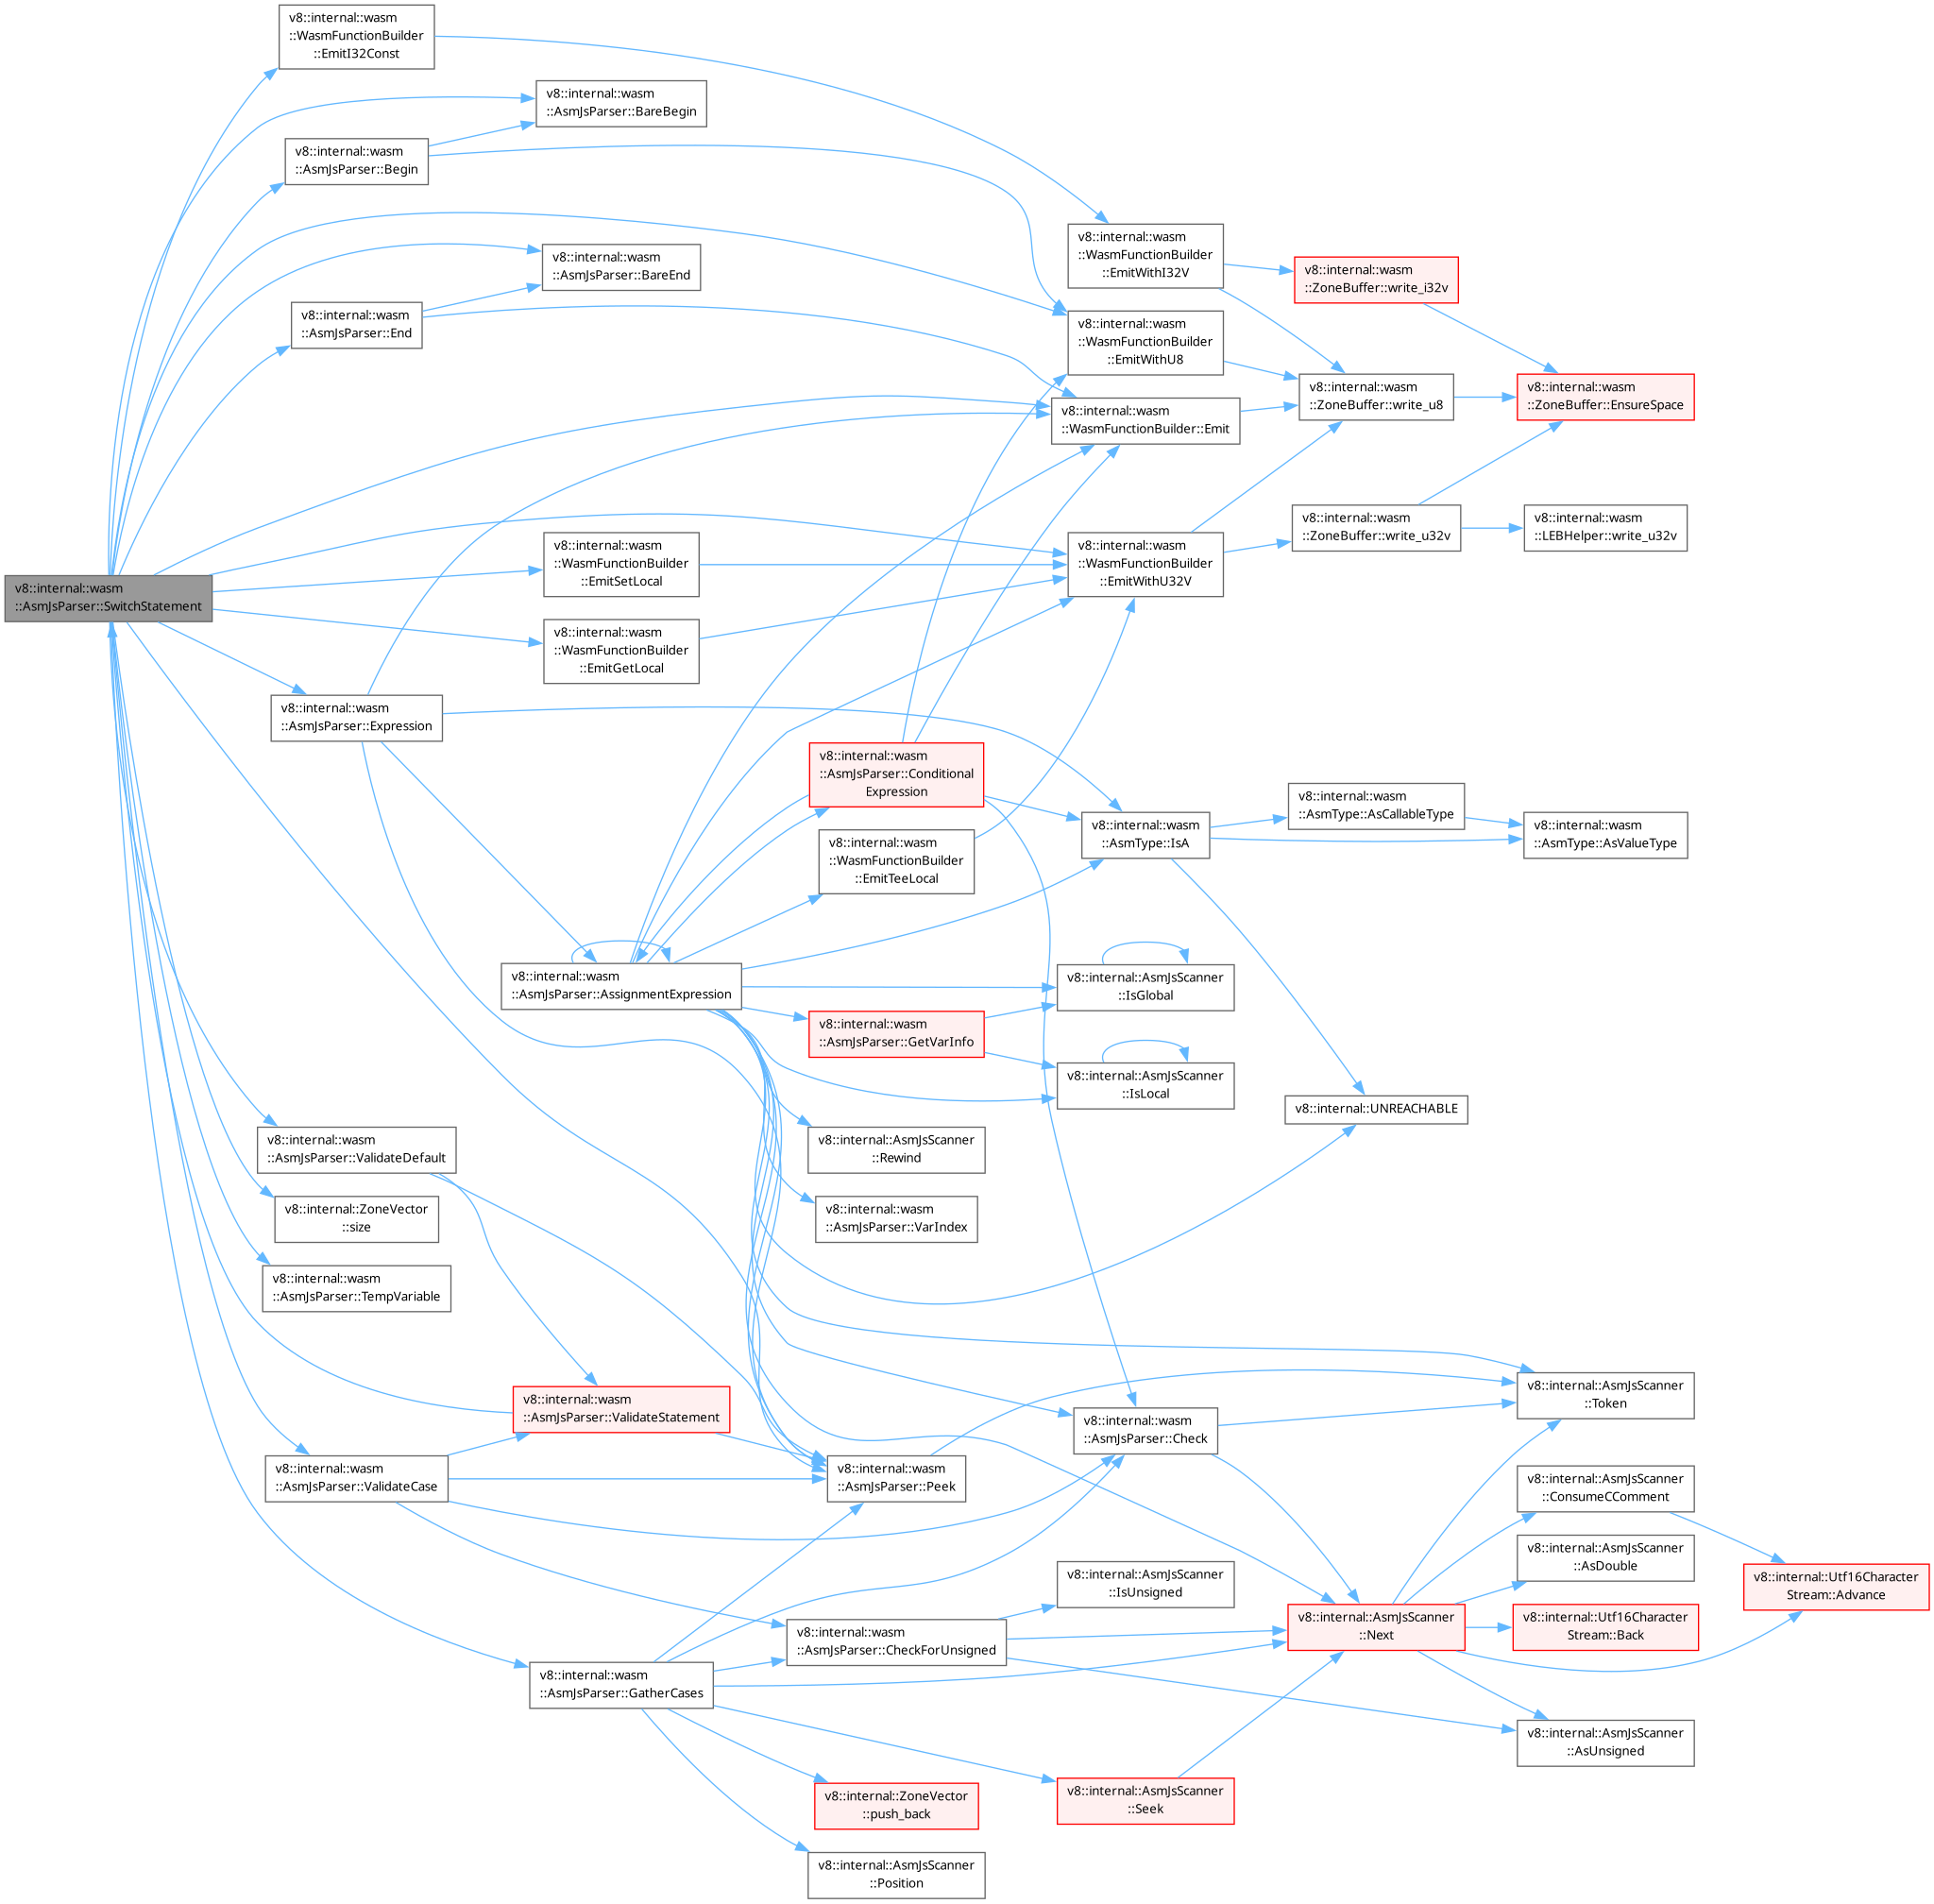 v8::internal::wasm
::WasmFunctionBuilder
::EmitI32Const
v8::internal::wasm
::AsmJsParser::BareBegin
v8::internal::wasm
::AsmJsParser::Begin
v8::internal::wasm
::WasmFunctionBuilder
::EmitWithI32V
v8::internal::wasm
::AsmJsParser::BareEnd
v8::internal::wasm
::ZoneBuffer::write_i32v
v8::internal::wasm
::AsmJsParser::End
v8::internal::wasm
::WasmFunctionBuilder
::EmitWithU8
v8::internal::wasm
::ZoneBuffer::write_u8
v8::internal::wasm
::ZoneBuffer::EnsureSpace
v8::internal::wasm
::WasmFunctionBuilder::Emit
v8::internal::wasm
::WasmFunctionBuilder
::EmitSetLocal
v8::internal::wasm
::WasmFunctionBuilder
::EmitWithU32V
v8::internal::wasm
::ZoneBuffer::write_u32v
v8::internal::wasm
::LEBHelper::write_u32v
v8::internal::wasm
::AsmJsParser::SwitchStatement
v8::internal::wasm
::WasmFunctionBuilder
::EmitGetLocal
v8::internal::wasm
::AsmJsParser::Expression
v8::internal::wasm
::AsmJsParser::Conditional
Expression
v8::internal::wasm
::AsmType::AsCallableType
v8::internal::wasm
::AsmType::IsA
v8::internal::wasm
::AsmType::AsValueType
v8::internal::wasm
::WasmFunctionBuilder
::EmitTeeLocal
v8::internal::wasm
::AsmJsParser::AssignmentExpression
v8::internal::AsmJsScanner
::IsGlobal
v8::internal::wasm
::AsmJsParser::GetVarInfo
v8::internal::AsmJsScanner
::IsLocal
v8::internal::UNREACHABLE
v8::internal::wasm
::AsmJsParser::ValidateDefault
v8::internal::AsmJsScanner
::Rewind
v8::internal::ZoneVector
::size
v8::internal::wasm
::AsmJsParser::VarIndex
v8::internal::wasm
::AsmJsParser::TempVariable
v8::internal::wasm
::AsmJsParser::ValidateStatement
v8::internal::AsmJsScanner
::Token
v8::internal::wasm
::AsmJsParser::Check
v8::internal::wasm
::AsmJsParser::ValidateCase
v8::internal::wasm
::AsmJsParser::Peek
v8::internal::AsmJsScanner
::ConsumeCComment
v8::internal::AsmJsScanner
::AsDouble
v8::internal::AsmJsScanner
::IsUnsigned
v8::internal::Utf16Character
Stream::Advance
v8::internal::wasm
::AsmJsParser::CheckForUnsigned
v8::internal::AsmJsScanner
::Next
v8::internal::Utf16Character
Stream::Back
v8::internal::wasm
::AsmJsParser::GatherCases
v8::internal::AsmJsScanner
::AsUnsigned
v8::internal::ZoneVector
::push_back
v8::internal::AsmJsScanner
::Seek
v8::internal::AsmJsScanner
::Position